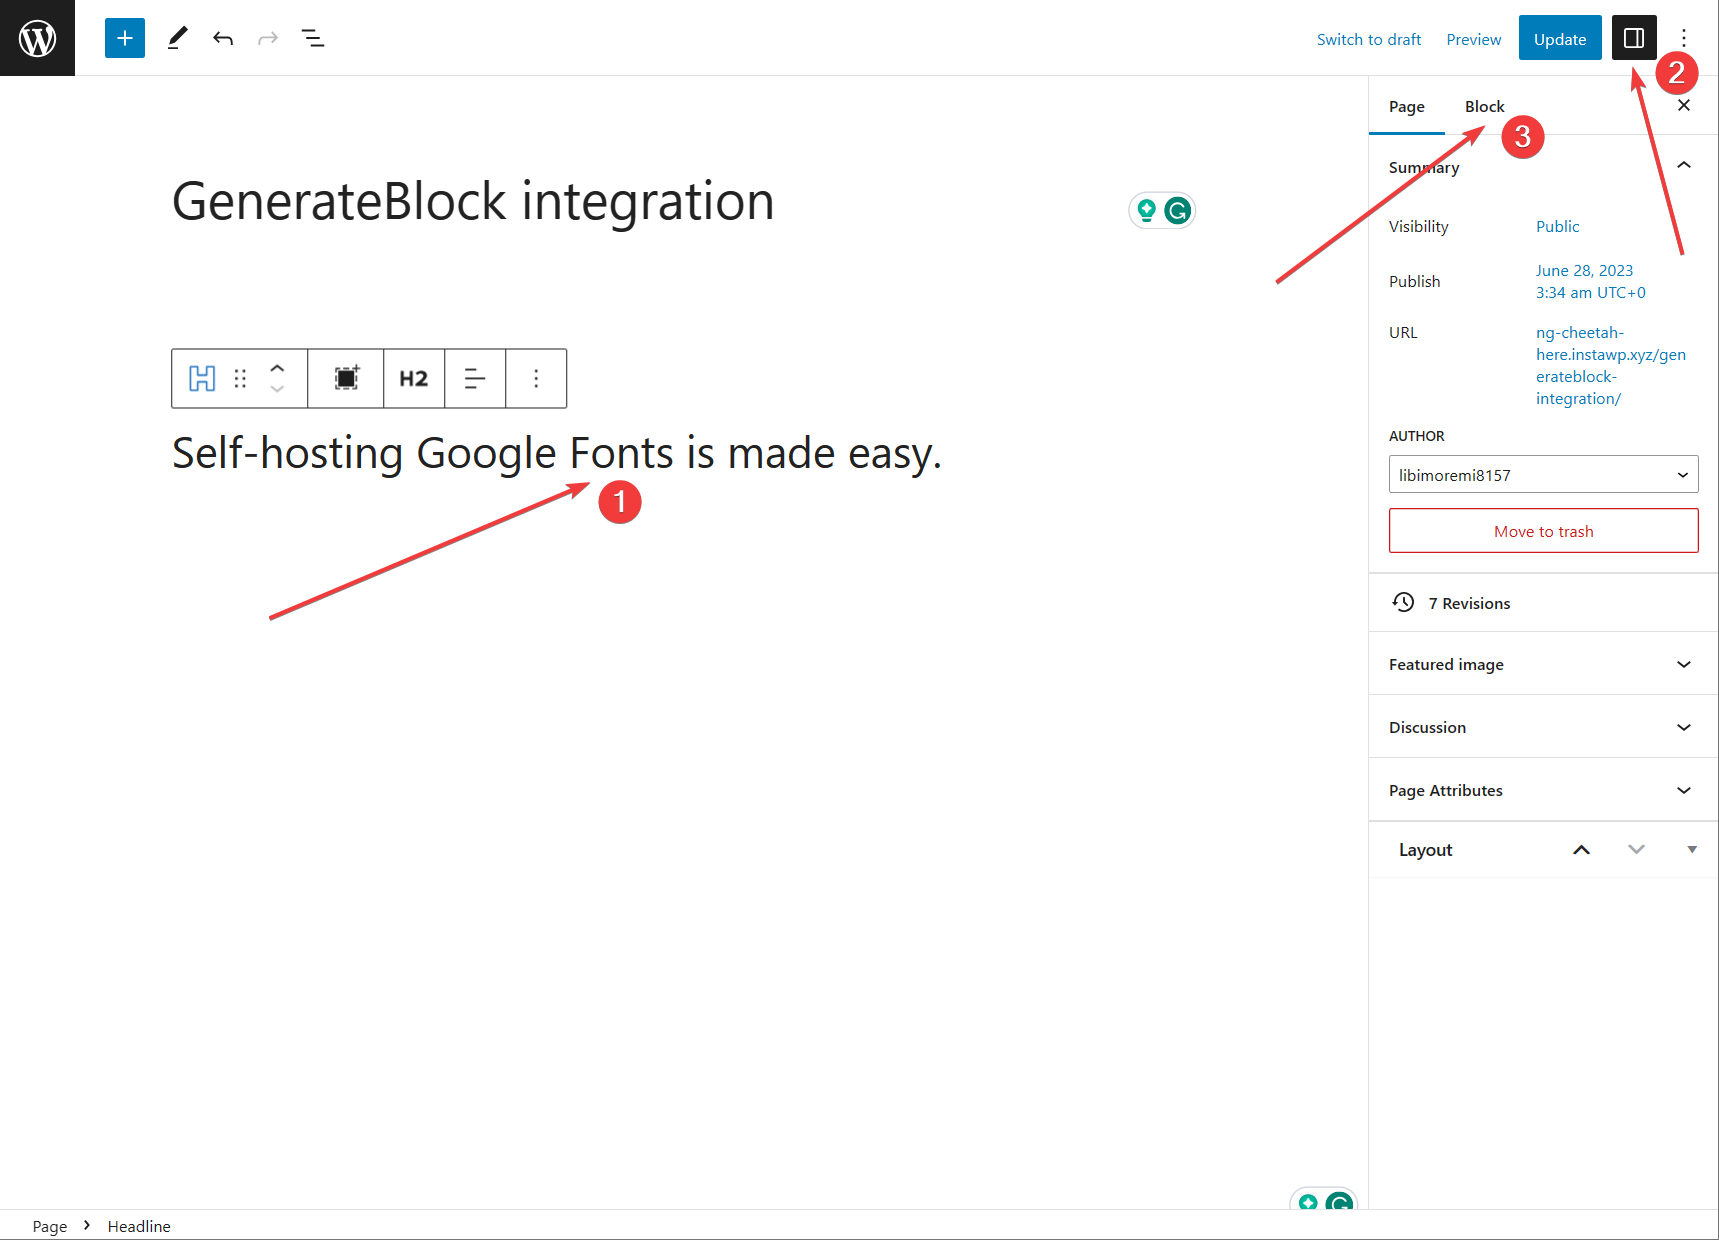 Switch to draft
Preview
Update
2
Page
Block
3
GenerateBlock integration
Summary
Visibility
Public
Publish
June 28, 2023
3:34 am UTC+0
URL
ng-cheetah-
here.instawp.xyz/gen
erateblock-
integration/
H2
Self-hosting Google Fonts is made easy.
1
AUTHOR
libimoremi8157
Move to trash
7 Revisions
Featured image
Discussion
Page Attributes
Layout
Page
Headline